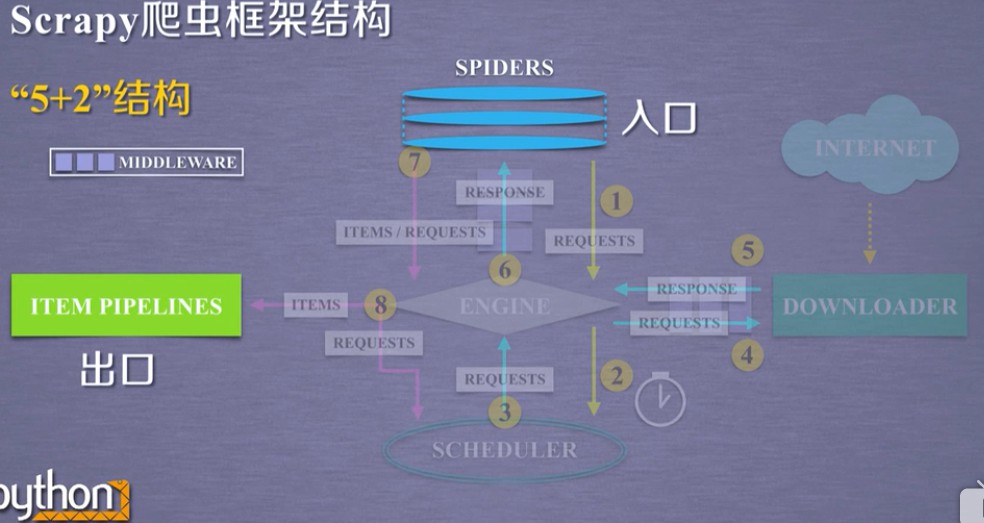 Scrapy爬虫框架结构
“5+2”结构
SPIDERS
入口
MIDDLEWARE
INTERNET
7
RESPONSE
1
ITEMS / REQUESTS
REQUESTS
5
6
RESPONSE
ITEM PIPELINES
ITEMS
8
ENGINE
DOWNLOADER
REQUESTS
REQUESTS
4
出口
REQUESTS
2
3
SCHEDULER
python